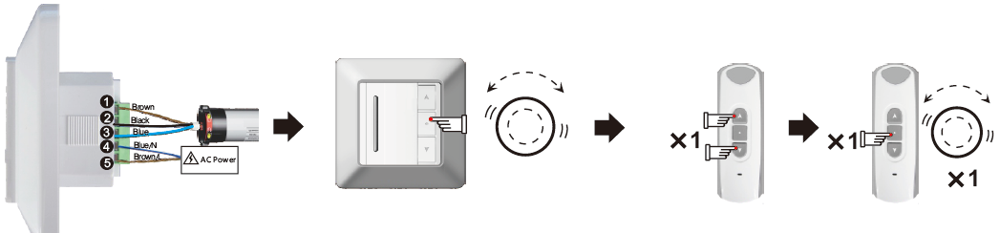 1 Brown
2 Black
3 Blue
4 Blue/N
5 Brown/L
AC Power
×1
×1
×1